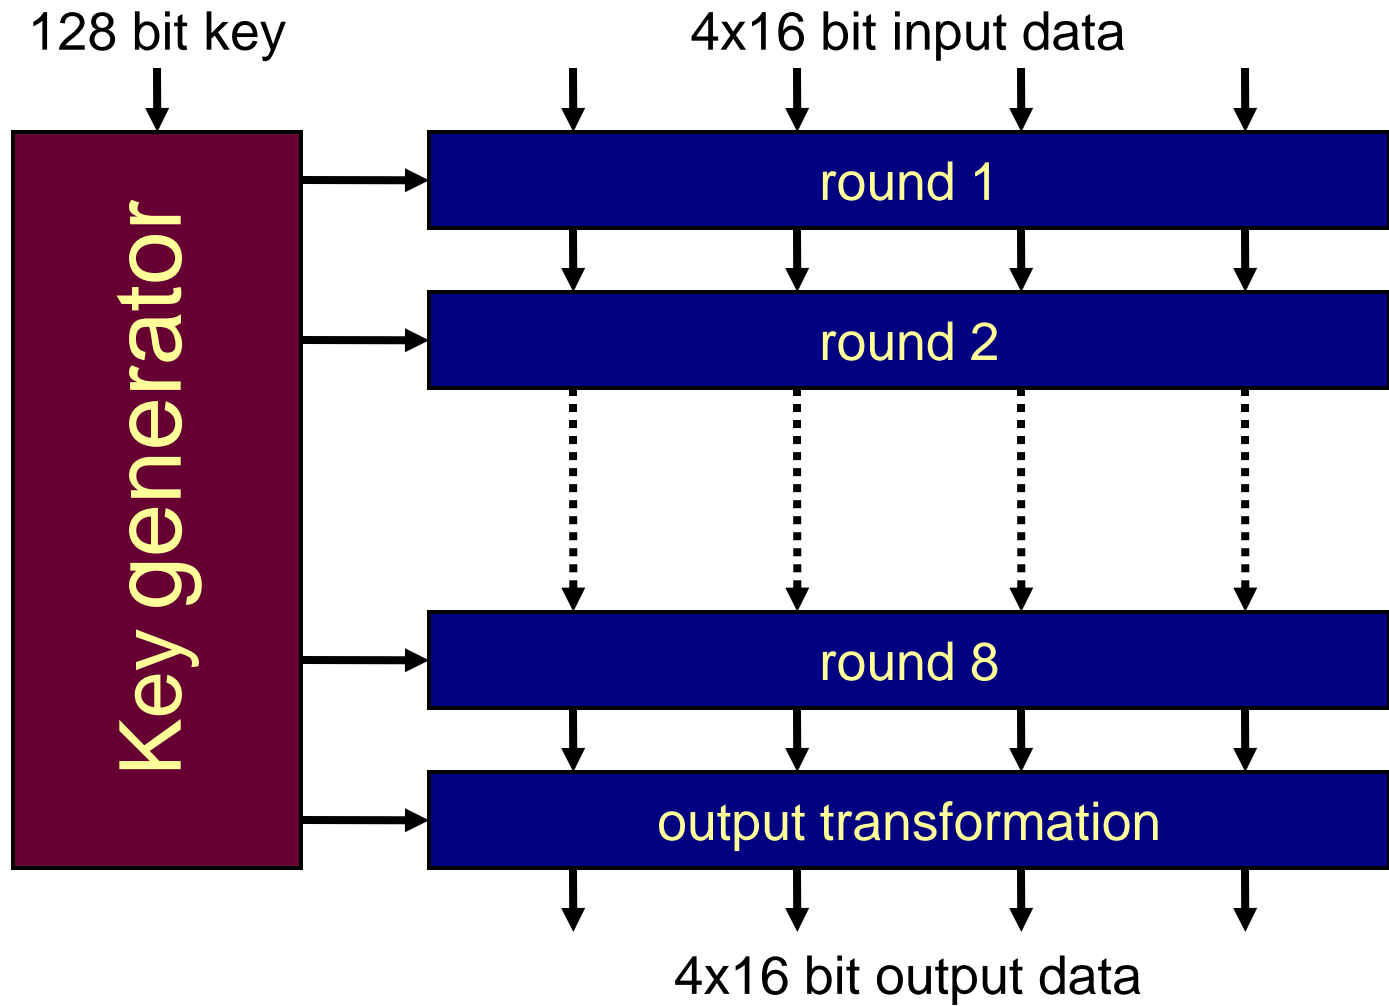 128 bit key
4x16 bit input data
Key generator
round 1
round 2
round 8
output transformation
4x16 bit output data